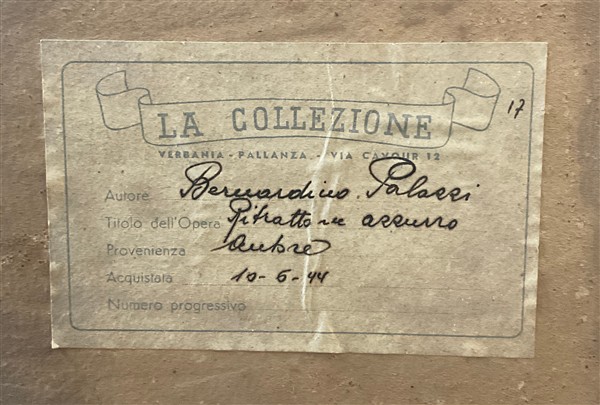 17
LA COLLEZIONE
VERBANIA - PALLANZA - VIA CAVOUR 12
Autore Bernardino Palazzi
Titolo dell'Opera Ritratto in azzurro
Provenienza
Acquistata 10-6-44
Numero progressivo